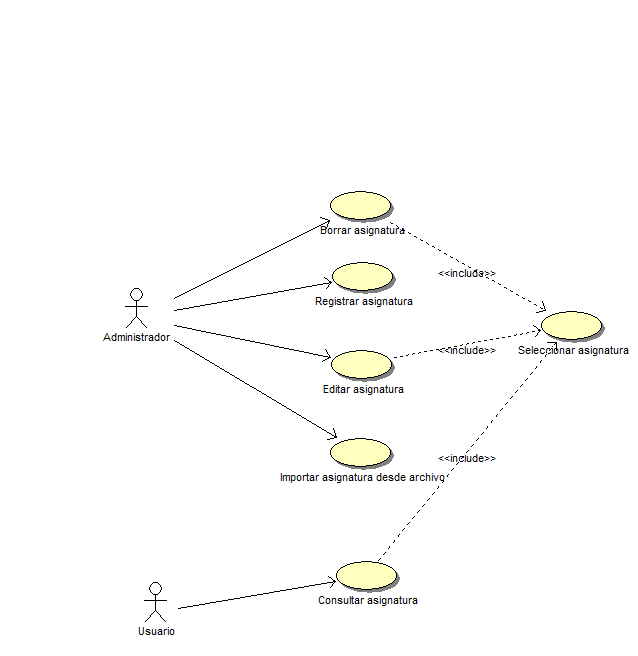 Borrar asignatura
<<include>>
Registrar asignatura
Administrador
<<include>>
Seleccionar asignatura
Editar asignatura
<<include>>
Importar asignatura desde archivo
Consultar asignatura
Usuario